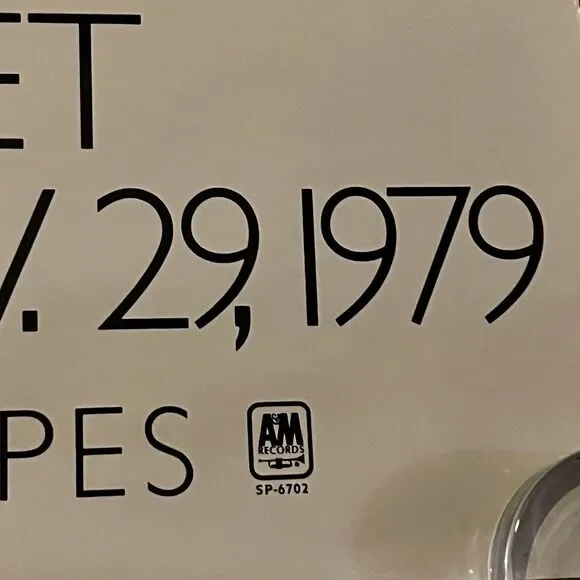 ET
V. 29, 1979
PES
A&M
RECORDS
SP-6702